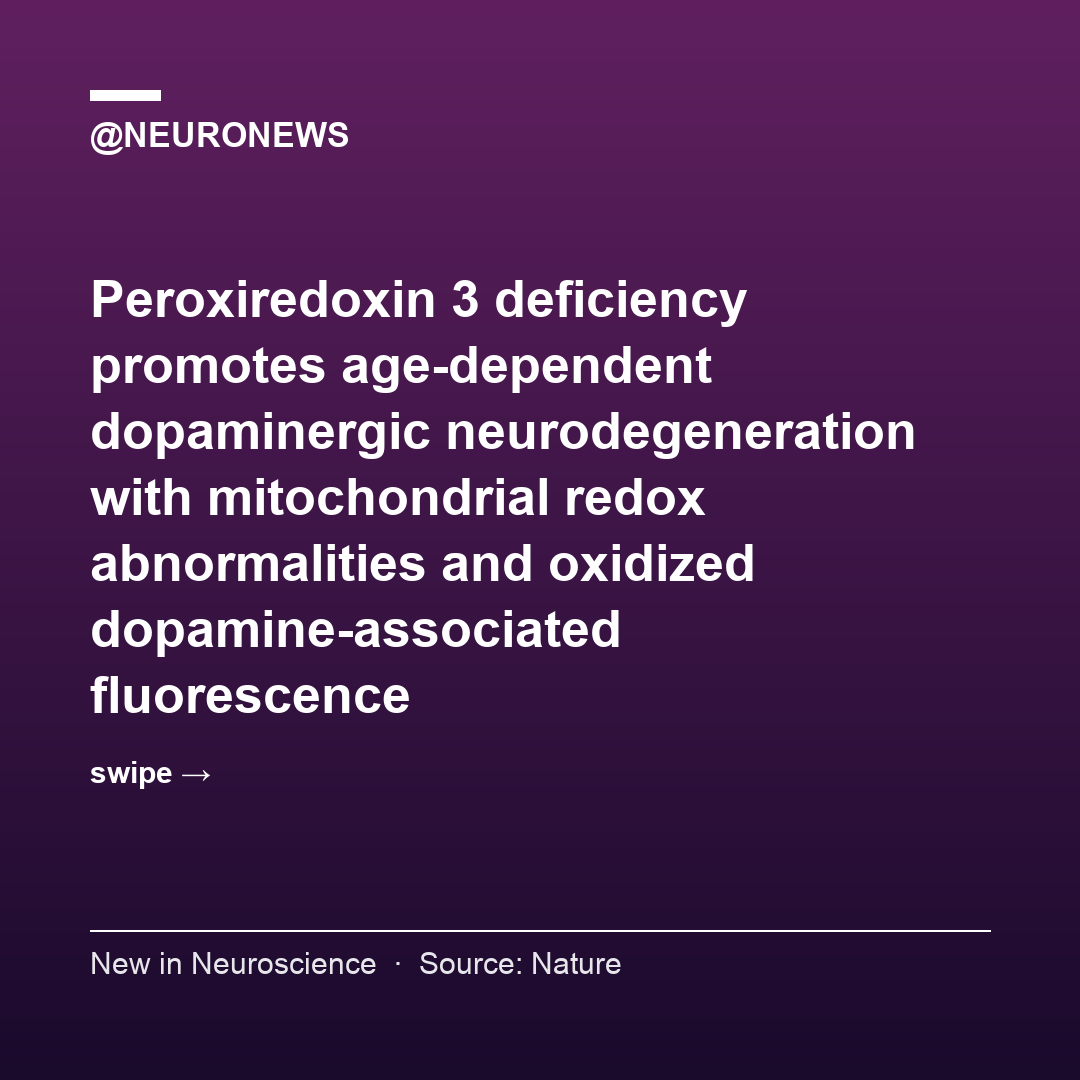 @NEURONEWS
Peroxiredoxin 3 deficiency
promotes age-dependent
dopaminergic neurodegeneration
with mitochondrial redox
abnormalities and oxidized
dopamine-associated
fluorescence
swipe →
New in Neuroscience · Source: Nature